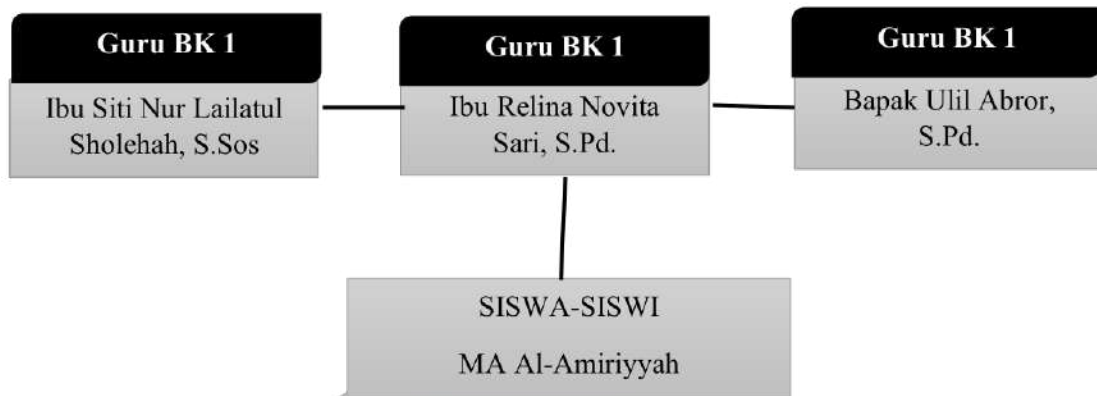 Guru BK 1
Ibu Siti Nur Lailatul
Sholehah, S.Sos
Guru BK 1
Ibu Relina Novita
Sari, S.Pd.
Guru BK 1
Bapak Ulil Abror,
S.Pd.
SISWA-SISWI
MA Al-Amiriyyah